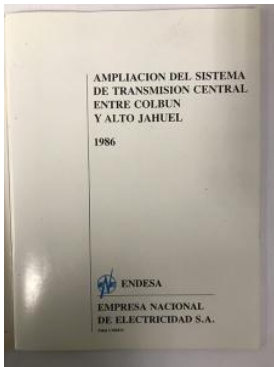 AMPLIACION DEL SISTEMA
DE TRANSMISION CENTRAL
ENTRE COLBUN
Y ALTO JAHUEL
1986
ENDESA
EMPRESA NACIONAL
DE ELECTRICIDAD S.A.